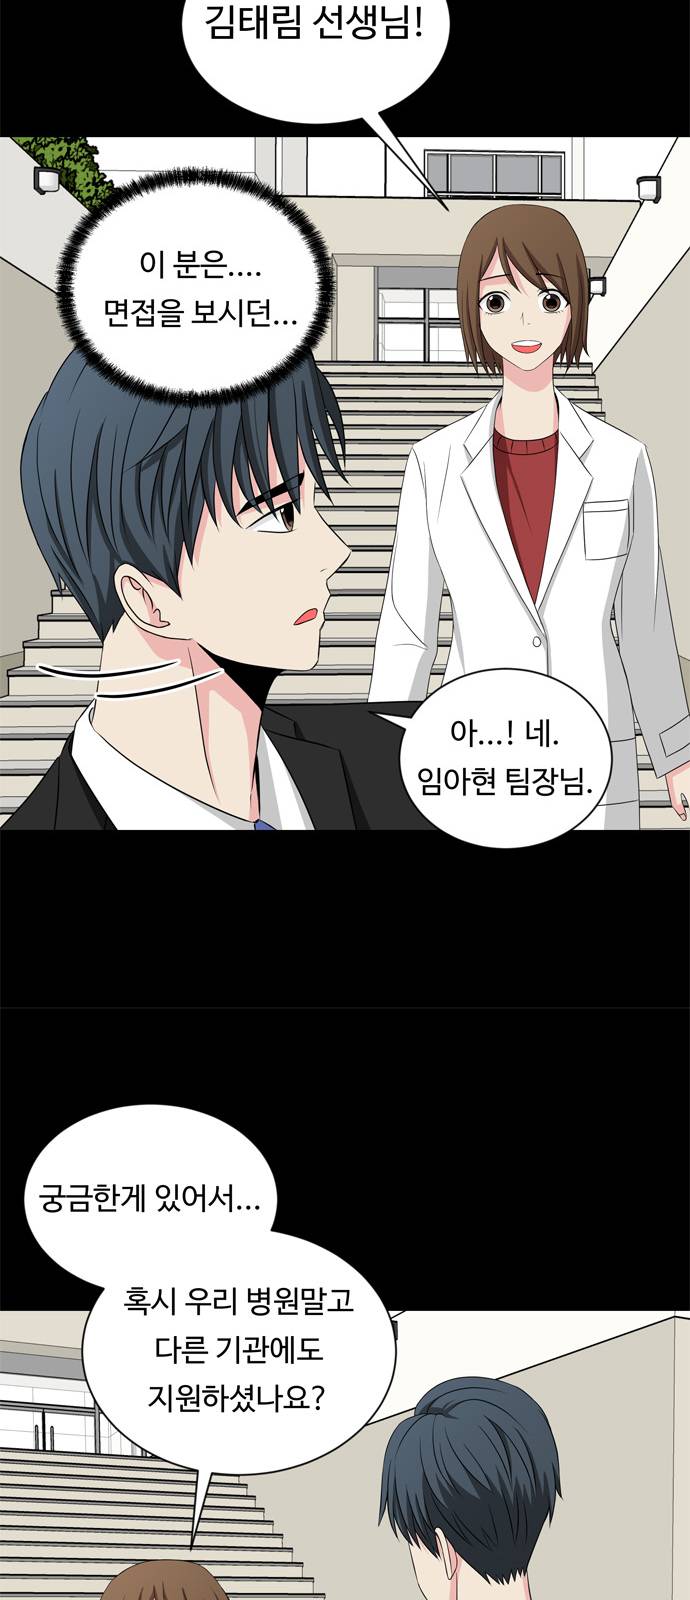 김태림 선생님!
이 분은....
면접을 보시던...
아...! 네.
임아현 팀장님.
궁금한게 있어서...
혹시 우리 병원말고
다른 기관에도
지원하셨나요?